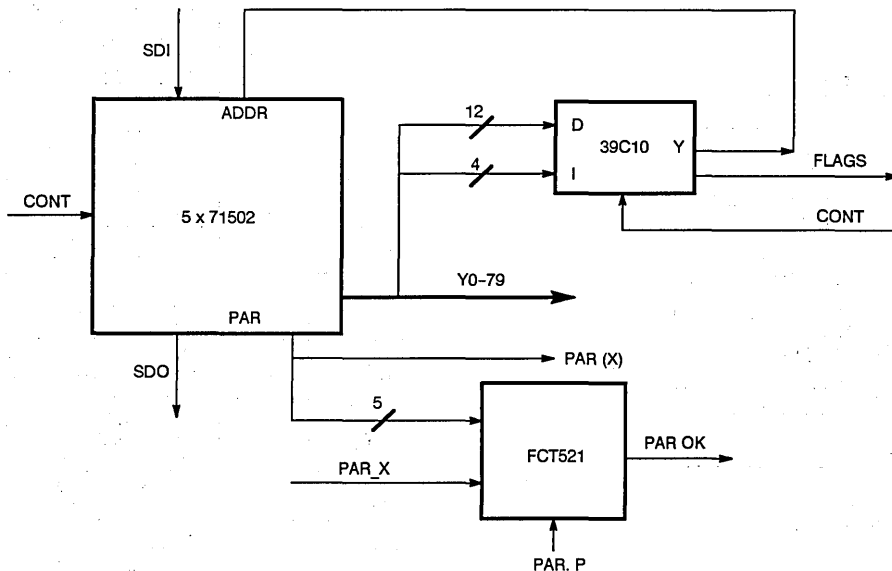 SDI
ADDR
12
D
39C10
Y
4
I
FLAGS
CONT
5 x 71502
CONT
Y0-79
PAR
PAR (X)
SDO
5
FCT521
PAR OK
PAR_X
PAR. P